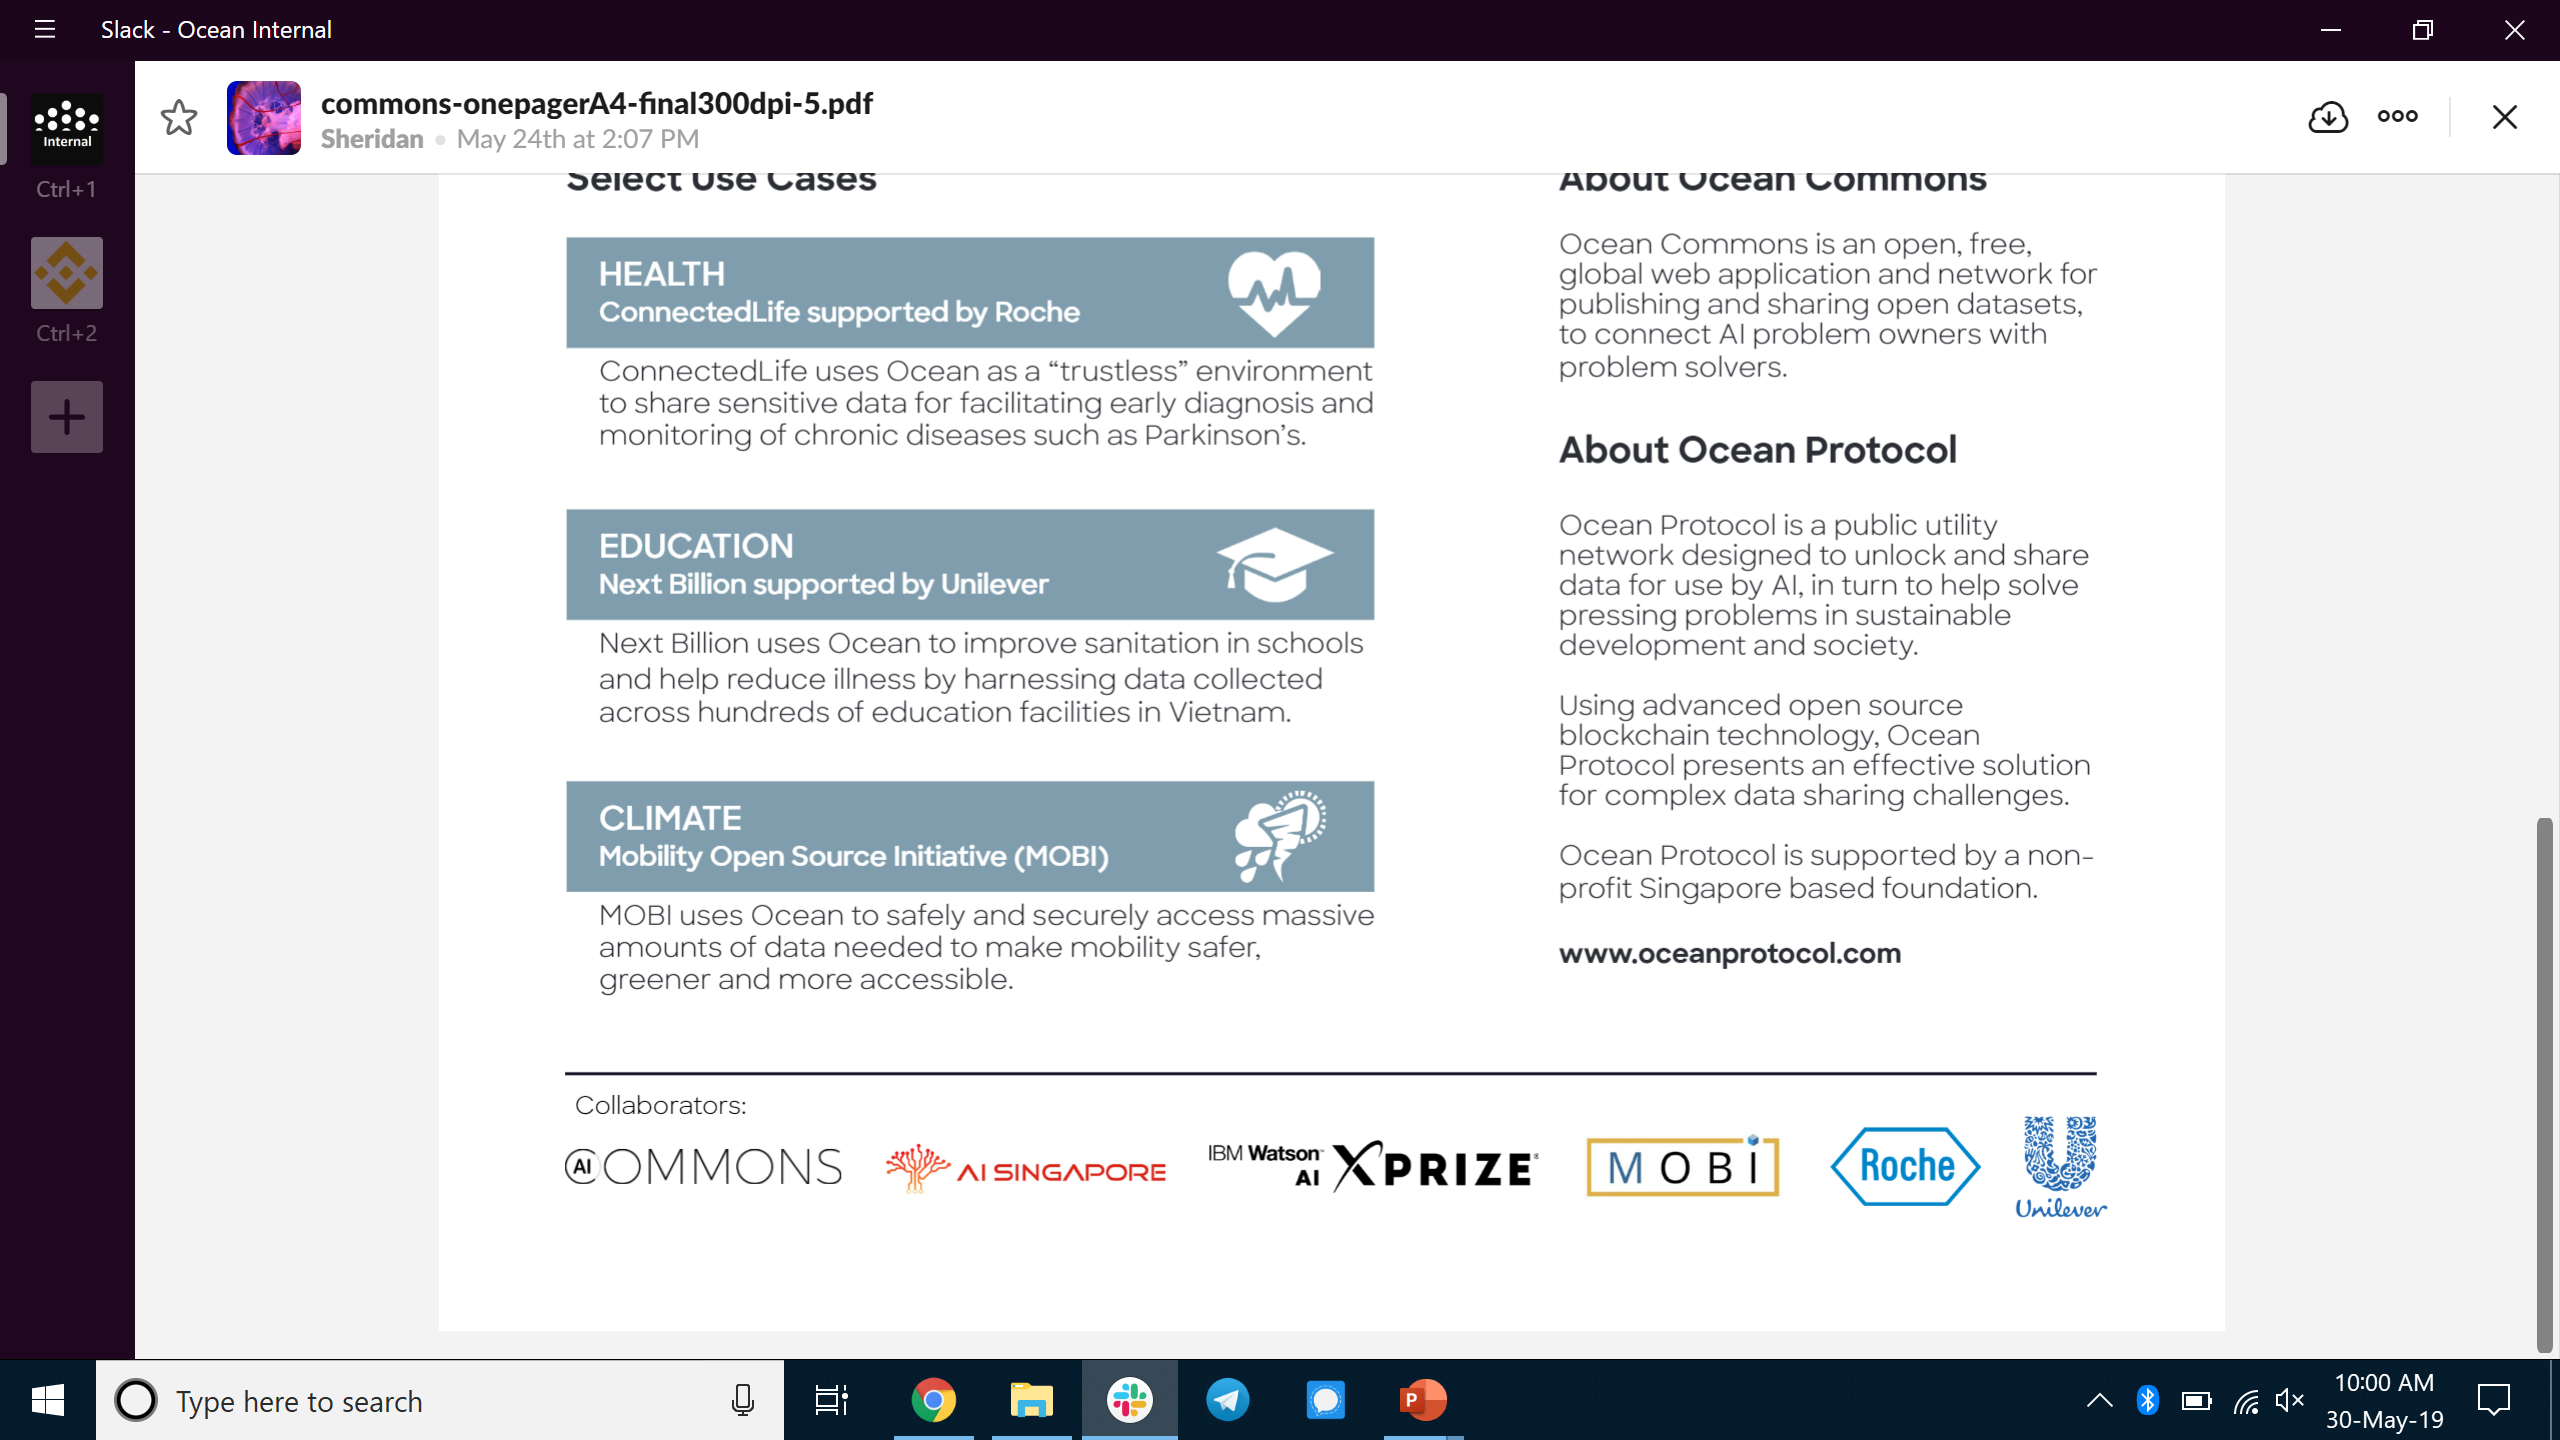 Slack - Ocean Internal
Internal
Ctrl+1
Ctrl+2
commons-onepagerA4-final300dpi-5.pdf
Sheridan • May 24th at 2:07 PM
Select Use Cases
HEALTH
ConnectedLife supported by Roche
ConnectedLife uses Ocean as a “trustless” environment
to share sensitive data for facilitating early diagnosis and
monitoring of chronic diseases such as Parkinson’s.
EDUCATION
Next Billion supported by Unilever
Next Billion uses Ocean to improve sanitation in schools
and help reduce illness by harnessing data collected
across hundreds of education facilities in Vietnam.
CLIMATE
Mobility Open Source Initiative (MOBI)
MOBI uses Ocean to safely and securely access massive
amounts of data needed to make mobility safer,
greener and more accessible.
About Ocean Commons
Ocean Commons is an open, free,
global web application and network for
publishing and sharing open datasets,
to connect AI problem owners with
problem solvers.
About Ocean Protocol
Ocean Protocol is a public utility
network designed to unlock and share
data for use by AI, in turn to help solve
pressing problems in sustainable
development and society.
Using advanced open source
blockchain technology, Ocean
Protocol presents an effective solution
for complex data sharing challenges.
Ocean Protocol is supported by a non-
profit Singapore based foundation.
www.oceanprotocol.com
Collaborators:
AI COMMONS
AI SINGAPORE
IBM Watson™
AI XPRIZE®
MOBI
Roche
Unilever
Type here to search
P
10:00 AM
30-May-19